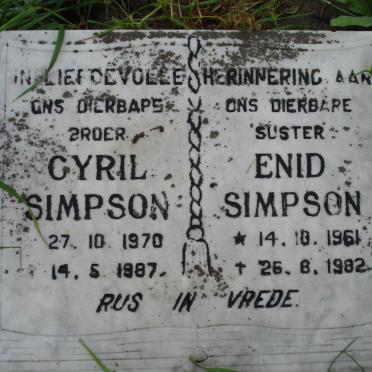 IN LIEFDEVOLLE HERINNERING AAN
ONS DIERBARE
BROER
CYRIL
SIMPSON
27. 10 1970
14. 5 1987.
ONS DIERBARE
SUSTER
ENID
SIMPSON
★ 14. 10. 1961
✝ 26. 8. 1982
RUS IN VREDE.